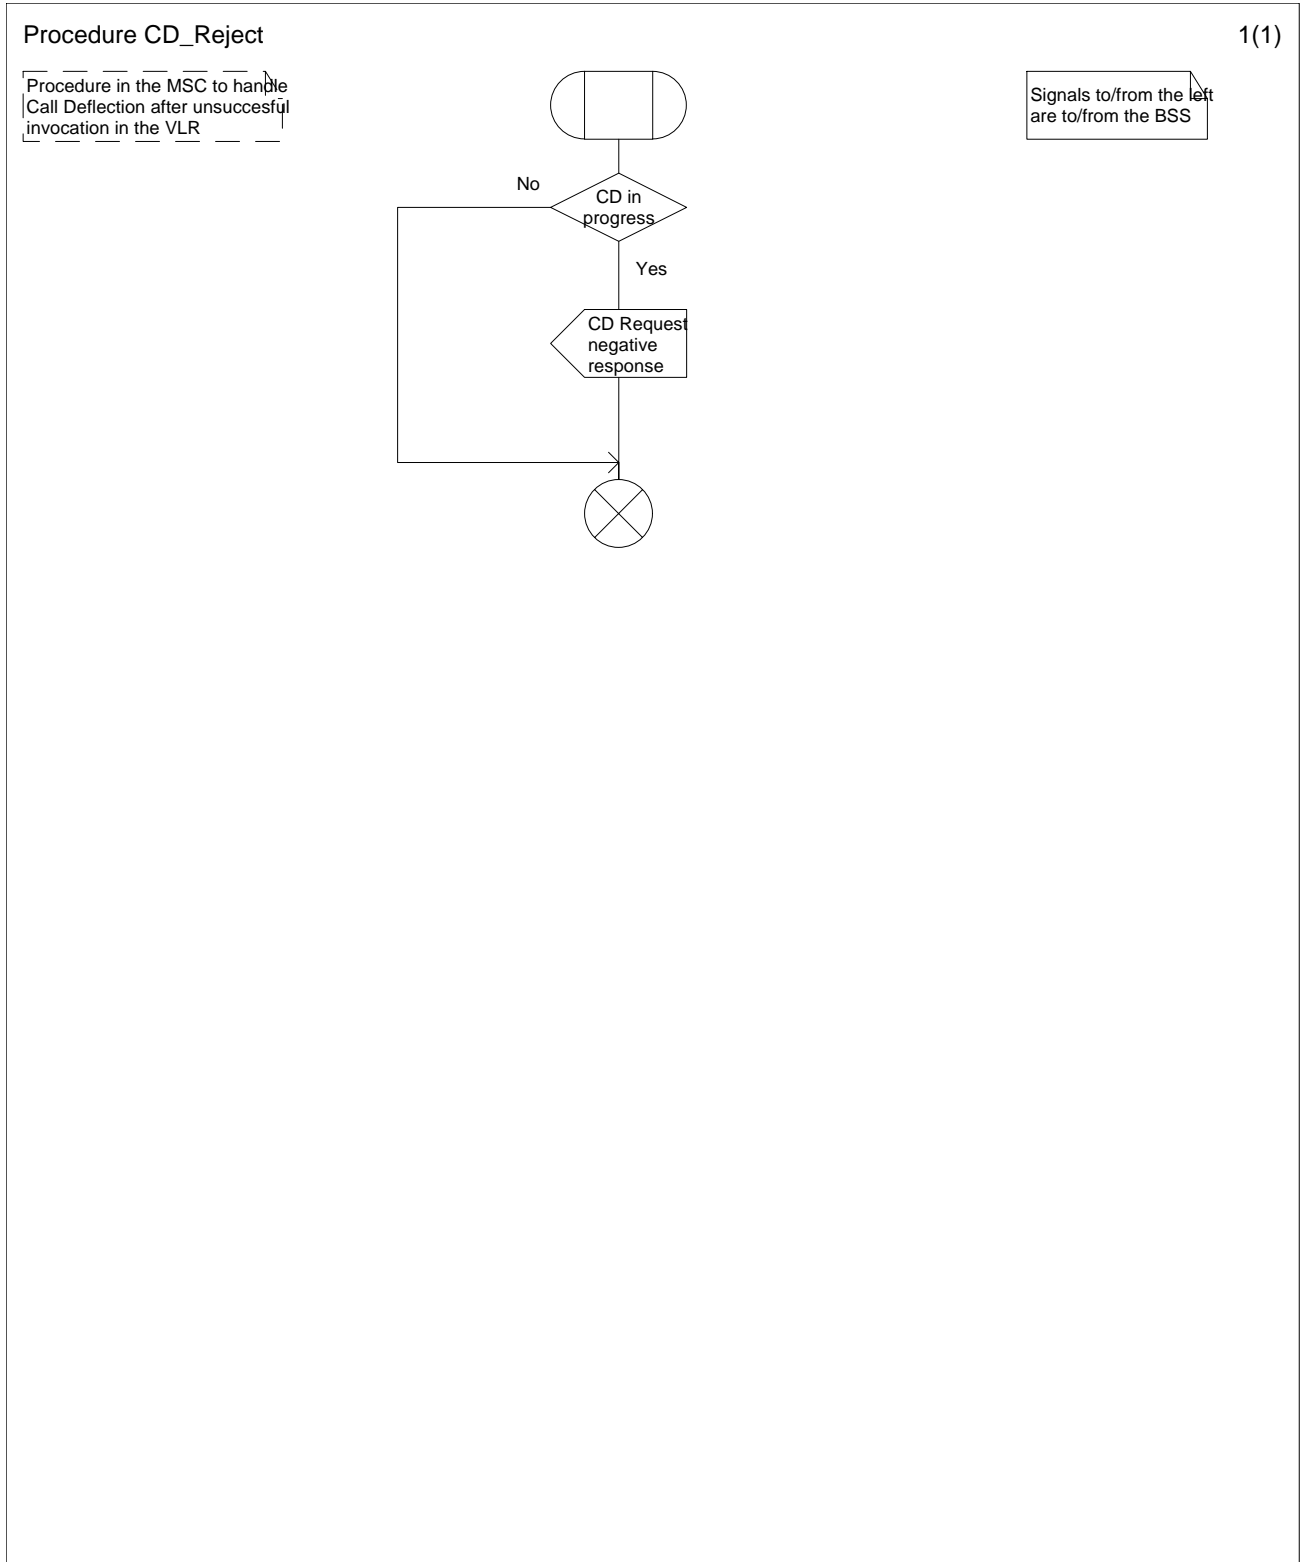 Procedure CD_Reject
1(1)
Procedure in the MSC to handle
Call Deflection after unsuccesful
invocation in the VLR
Signals to/from the left
are to/from the BSS
No
CD in
progress
Yes
CD Request
negative
response